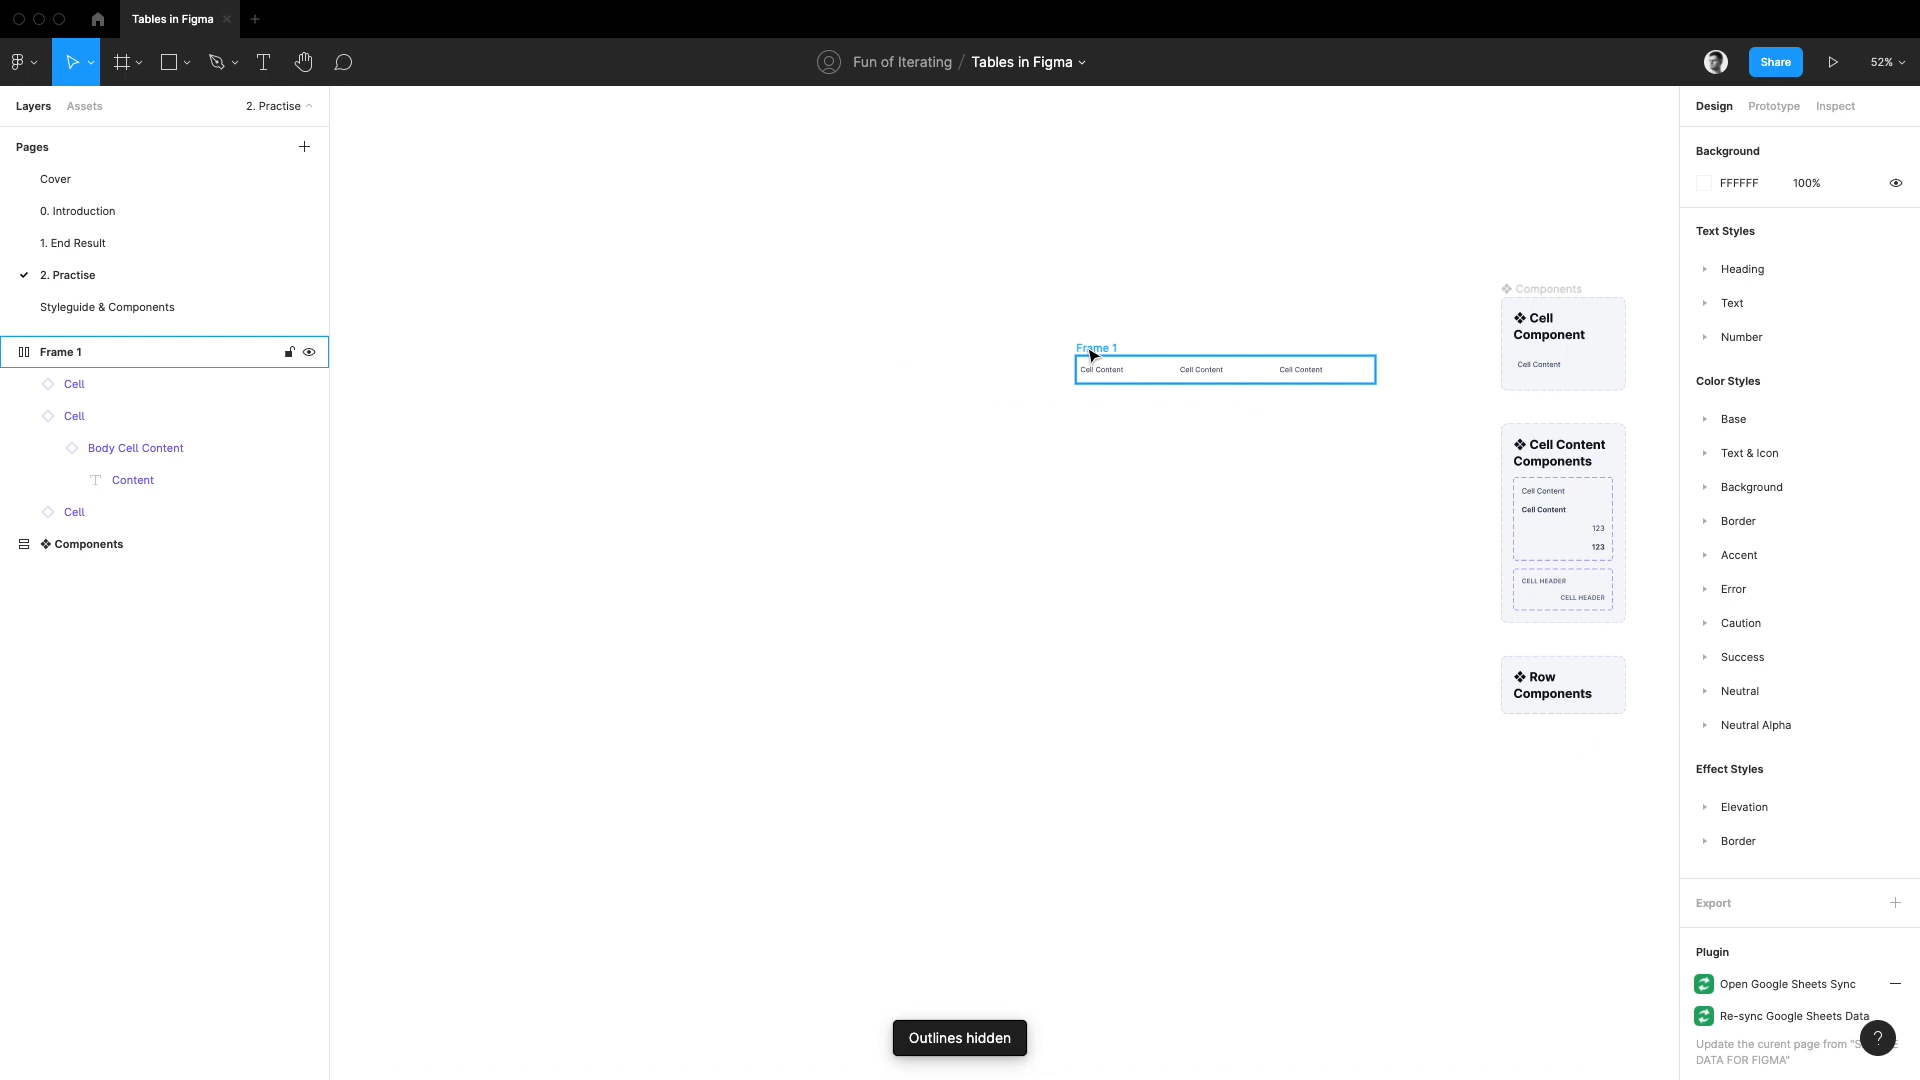 Tables in Figma
Fun of Iterating / Tables in Figma
Share
52%
Layers
Assets
2. Practise
Pages
Cover
0. Introduction
1. End Result
2. Practise
Styleguide & Components
Frame 1
Cell
Cell
Body Cell Content
Content
Cell
Components
Frame 1
Cell Content
Cell Content
Cell Content
Components
Cell
Component
Cell Content
Cell Content
Components
Cell Content
Cell Content
123
123
CELL HEADER
CELL HEADER
Row
Components
Outlines hidden
Design
Prototype
Inspect
Background
FFFFFF
100%
Text Styles
Heading
Text
Number
Color Styles
Base
Text & Icon
Background
Border
Accent
Error
Caution
Success
Neutral
Neutral Alpha
Effect Styles
Elevation
Border
Export
Plugin
Open Google Sheets Sync
Re-sync Google Sheets Data
?
Update the curent page from
DATA FOR FIGMA"